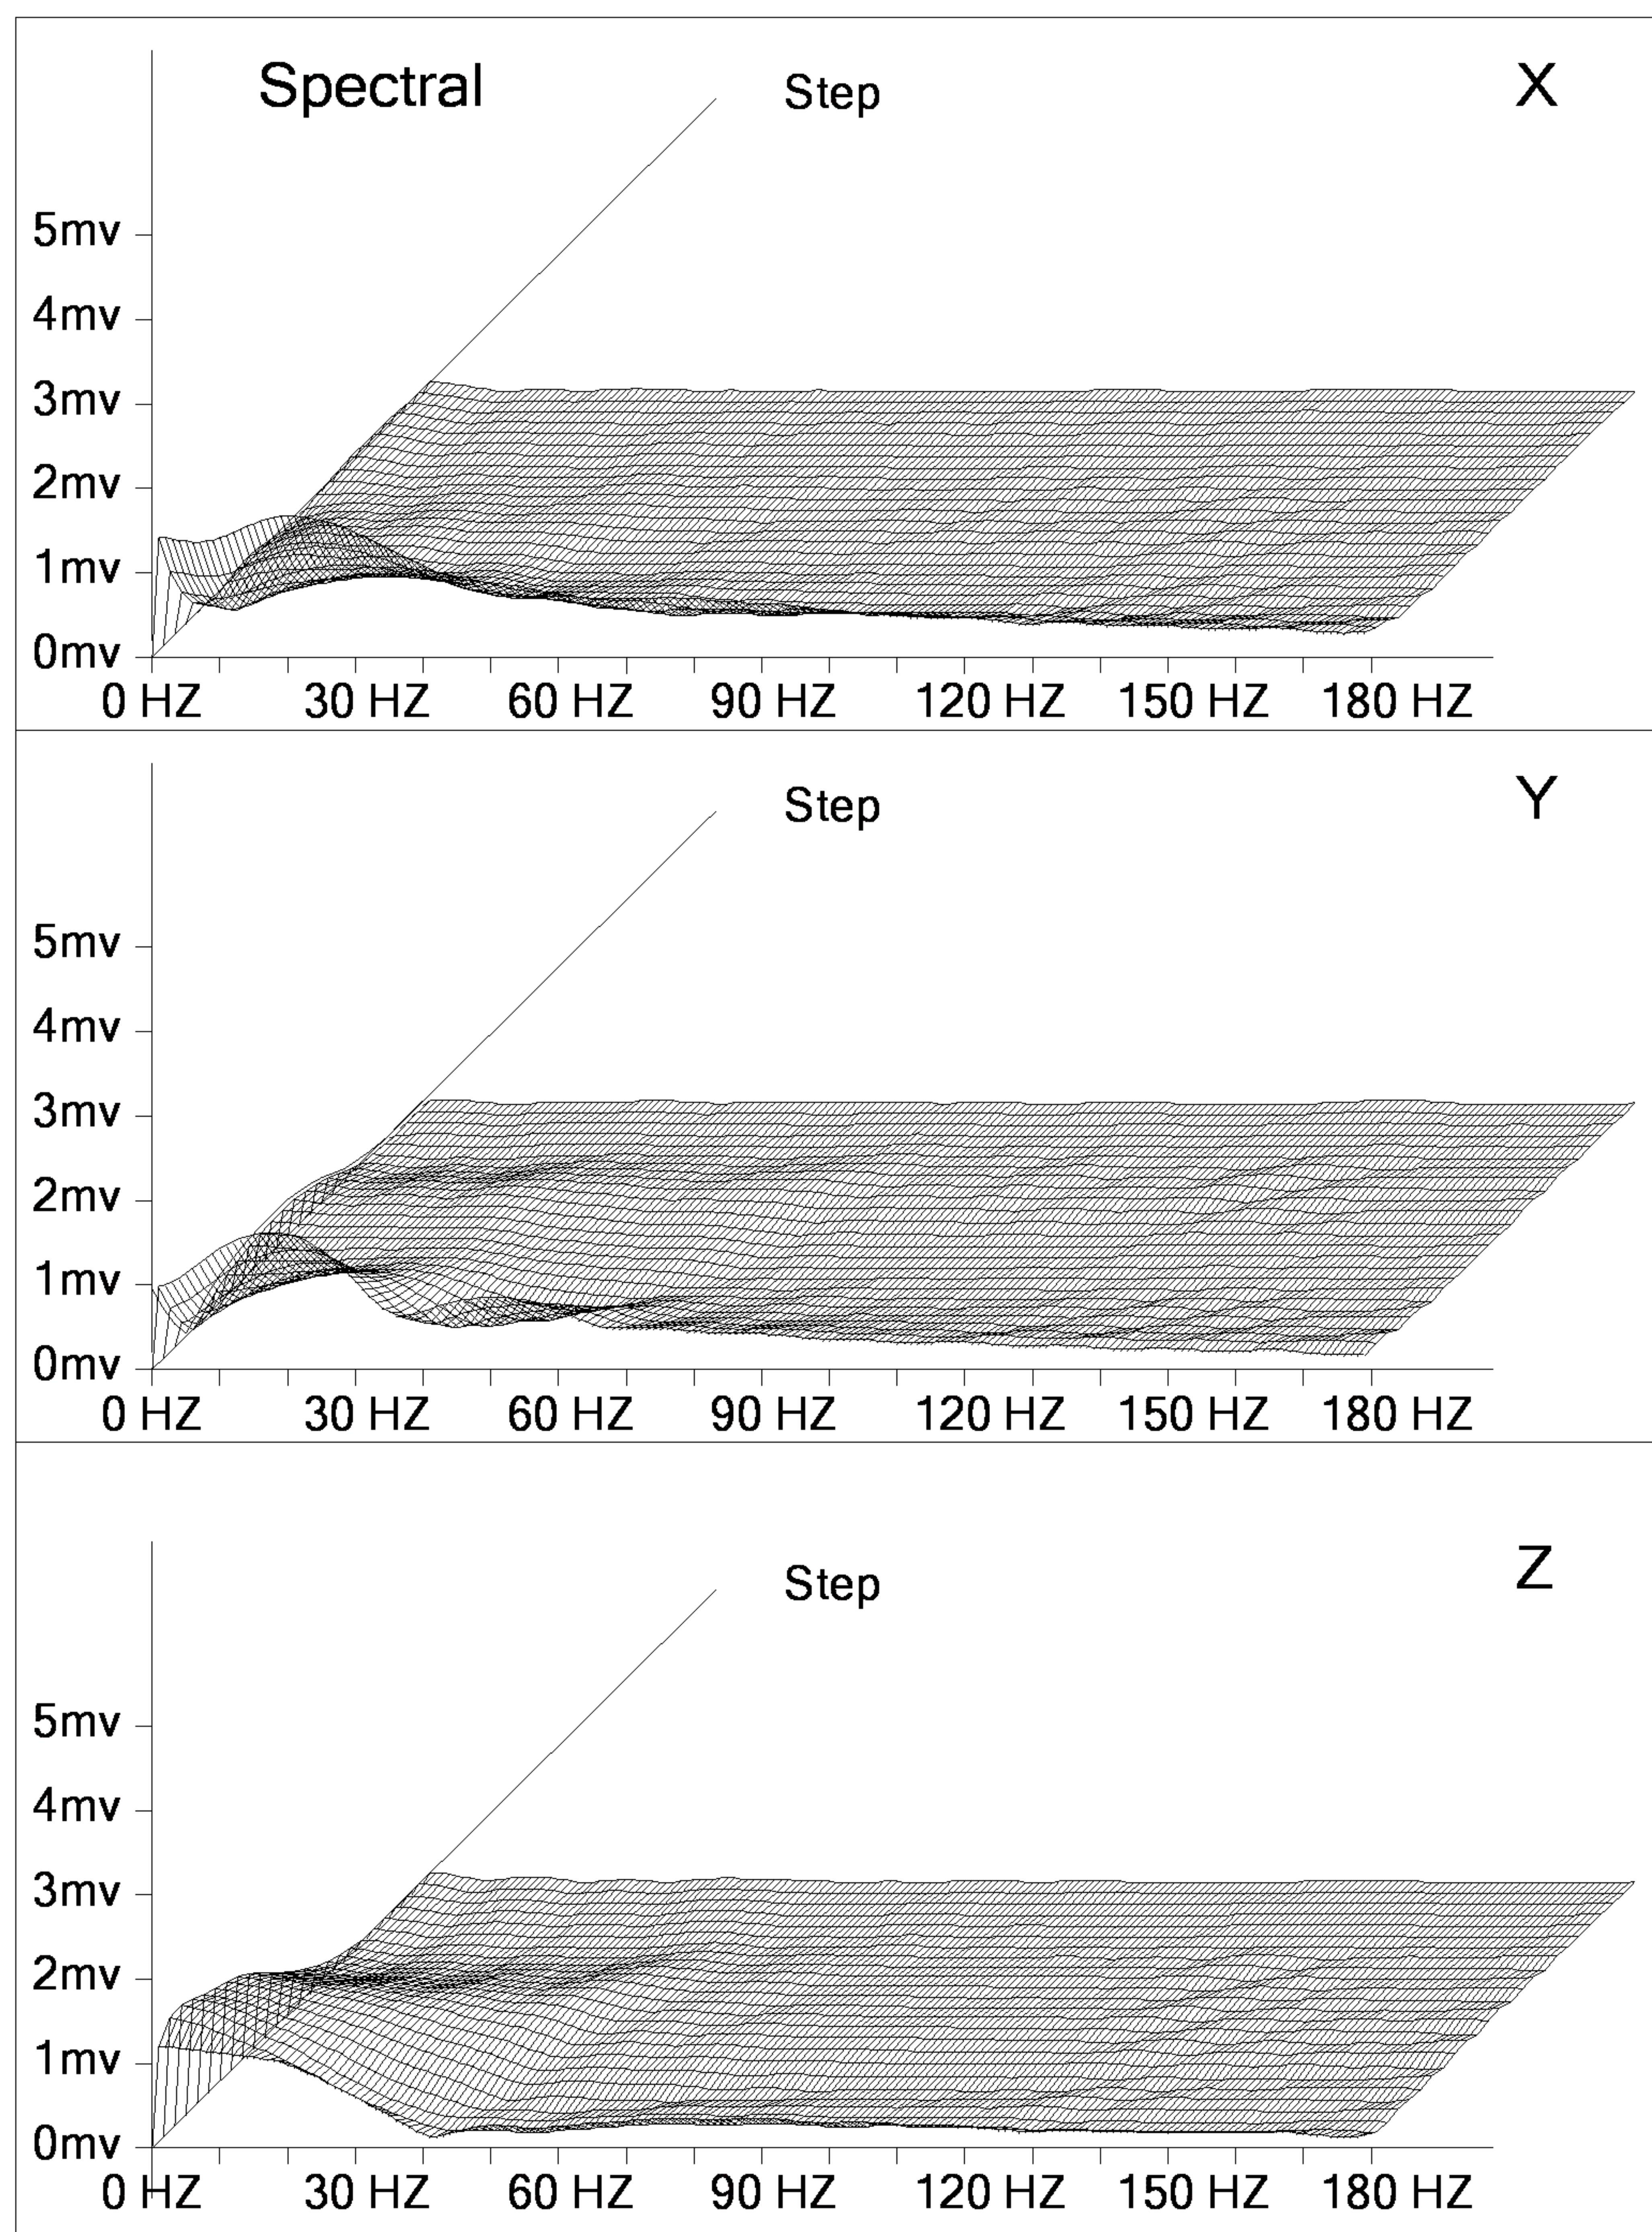 Spectral Step X
5mv
4mv
3mv
2mv
1mv
0mv
0 HZ 30 HZ 60 HZ 90 HZ 120 HZ 150 HZ 180 HZ
Step Y
5mv
4mv
3mv
2mv
1mv
0mv
0 HZ 30 HZ 60 HZ 90 HZ 120 HZ 150 HZ 180 HZ
Step Z
5mv
4mv
3mv
2mv
1mv
0mv
0 HZ 30 HZ 60 HZ 90 HZ 120 HZ 150 HZ 180 HZ